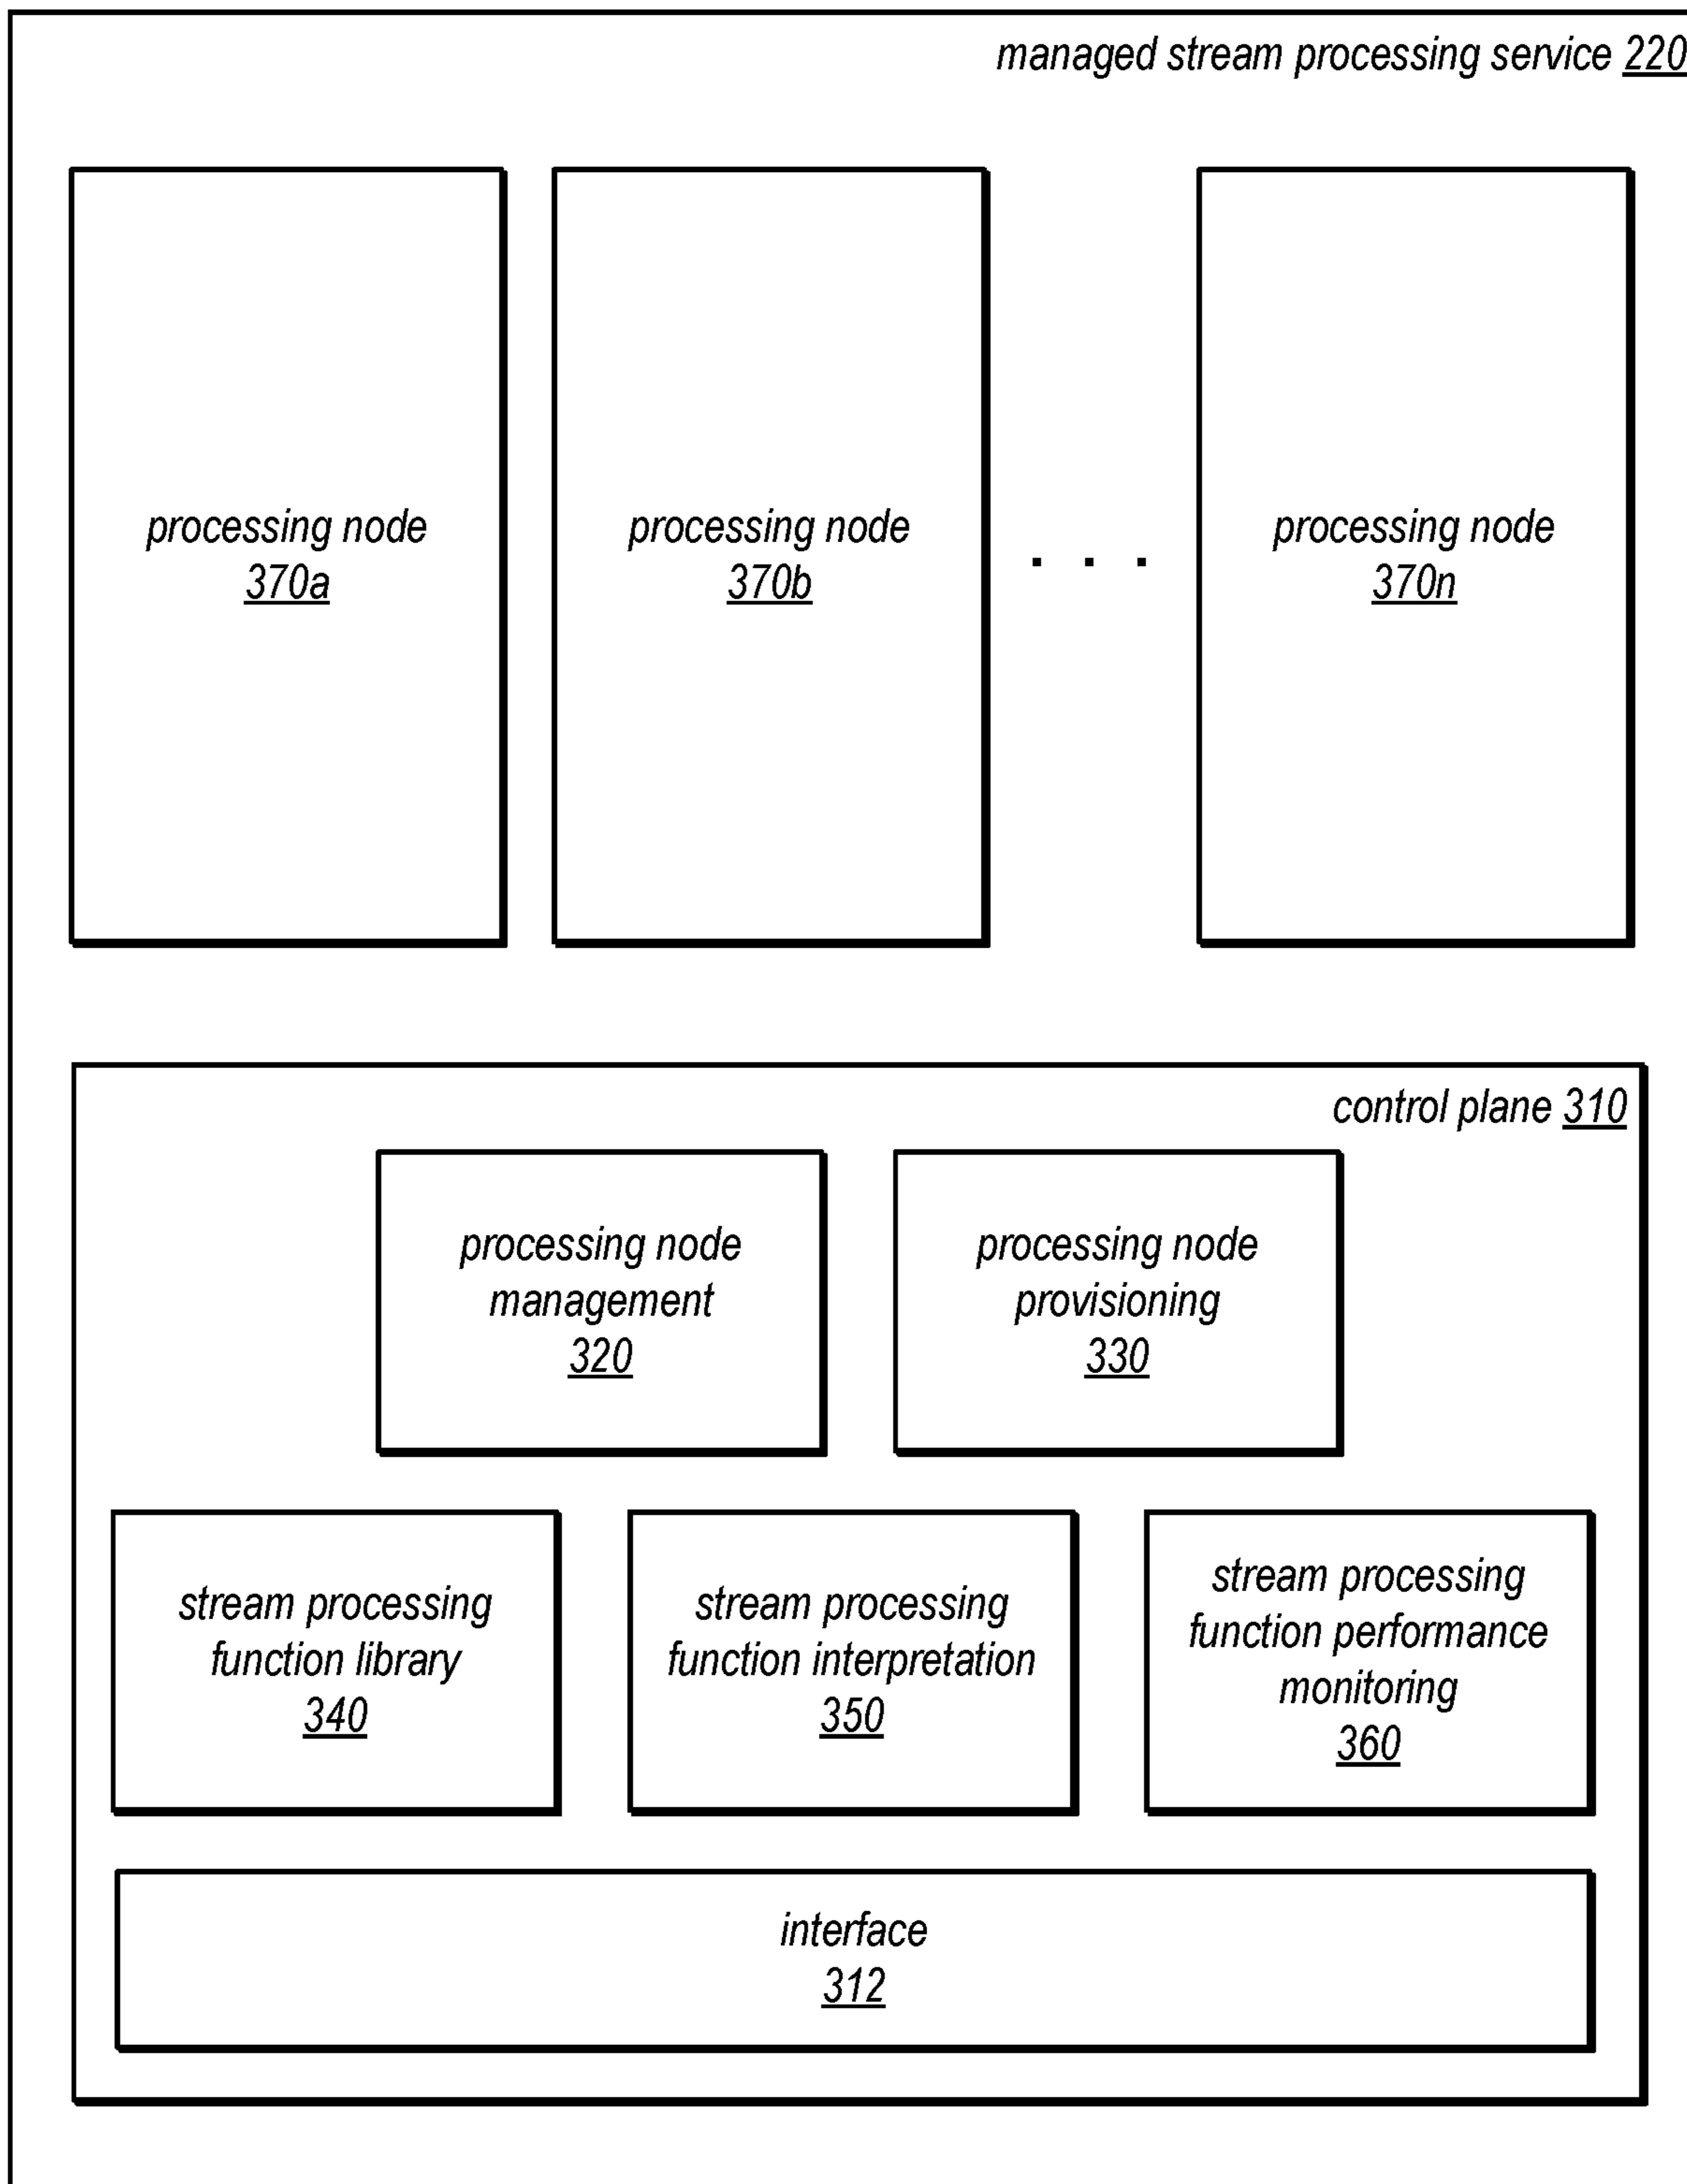 managed stream processing service 220
processing node
370a
processing node
370b
. . .
processing node
370n
control plane 310
processing node
management
320
processing node
provisioning
330
stream processing
function library
340
stream processing
function interpretation
350
stream processing
function performance
monitoring
360
interface
312